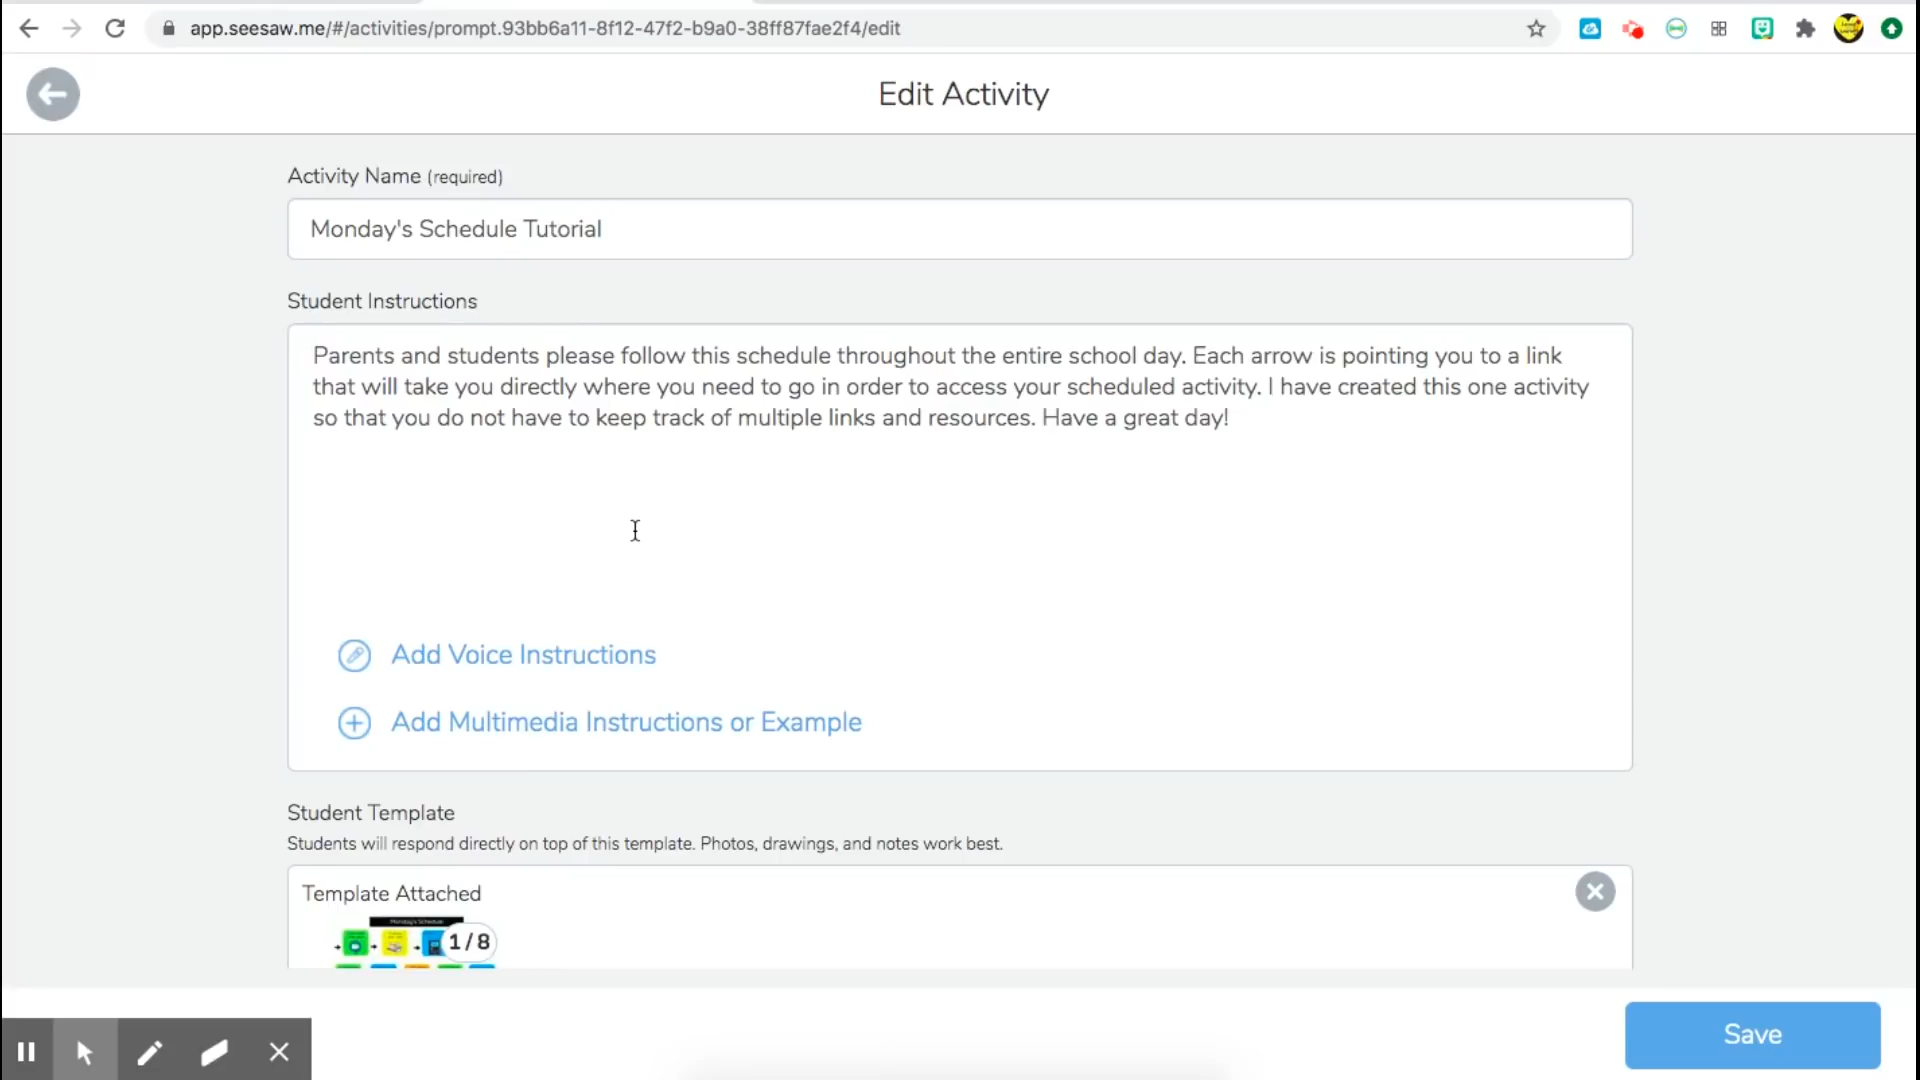 app.seesaw.me/#/activities/prompt.93bb6a11-8f12-47f2-b9a0-38ff87fae2f4/edit
Edit Activity
Activity Name (required)
Monday's Schedule Tutorial
Student Instructions
Parents and students please follow this schedule throughout the entire school day. Each arrow is pointing you to a link
that will take you directly where you need to go in order to access your scheduled activity. I have created this one activity
so that you do not have to keep track of multiple links and resources. Have a great day!
Add Voice Instructions
Add Multimedia Instructions or Example
Student Template
Students will respond directly on top of this template. Photos, drawings, and notes work best.
Template Attached
Monday's Schedule
1 / 8
Save